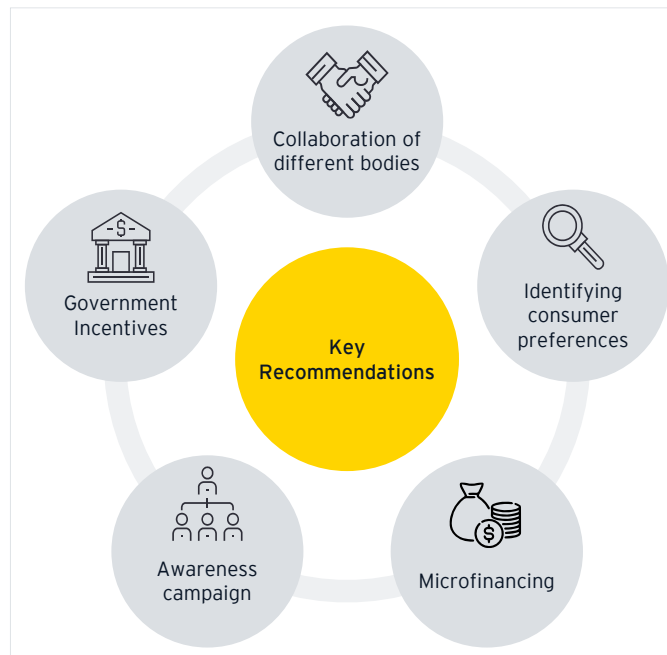 Collaboration of
different bodies
Identifying
consumer
preferences
Microfinancing
Awareness
campaign
Government
Incentives
Key
Recommendations
$
$